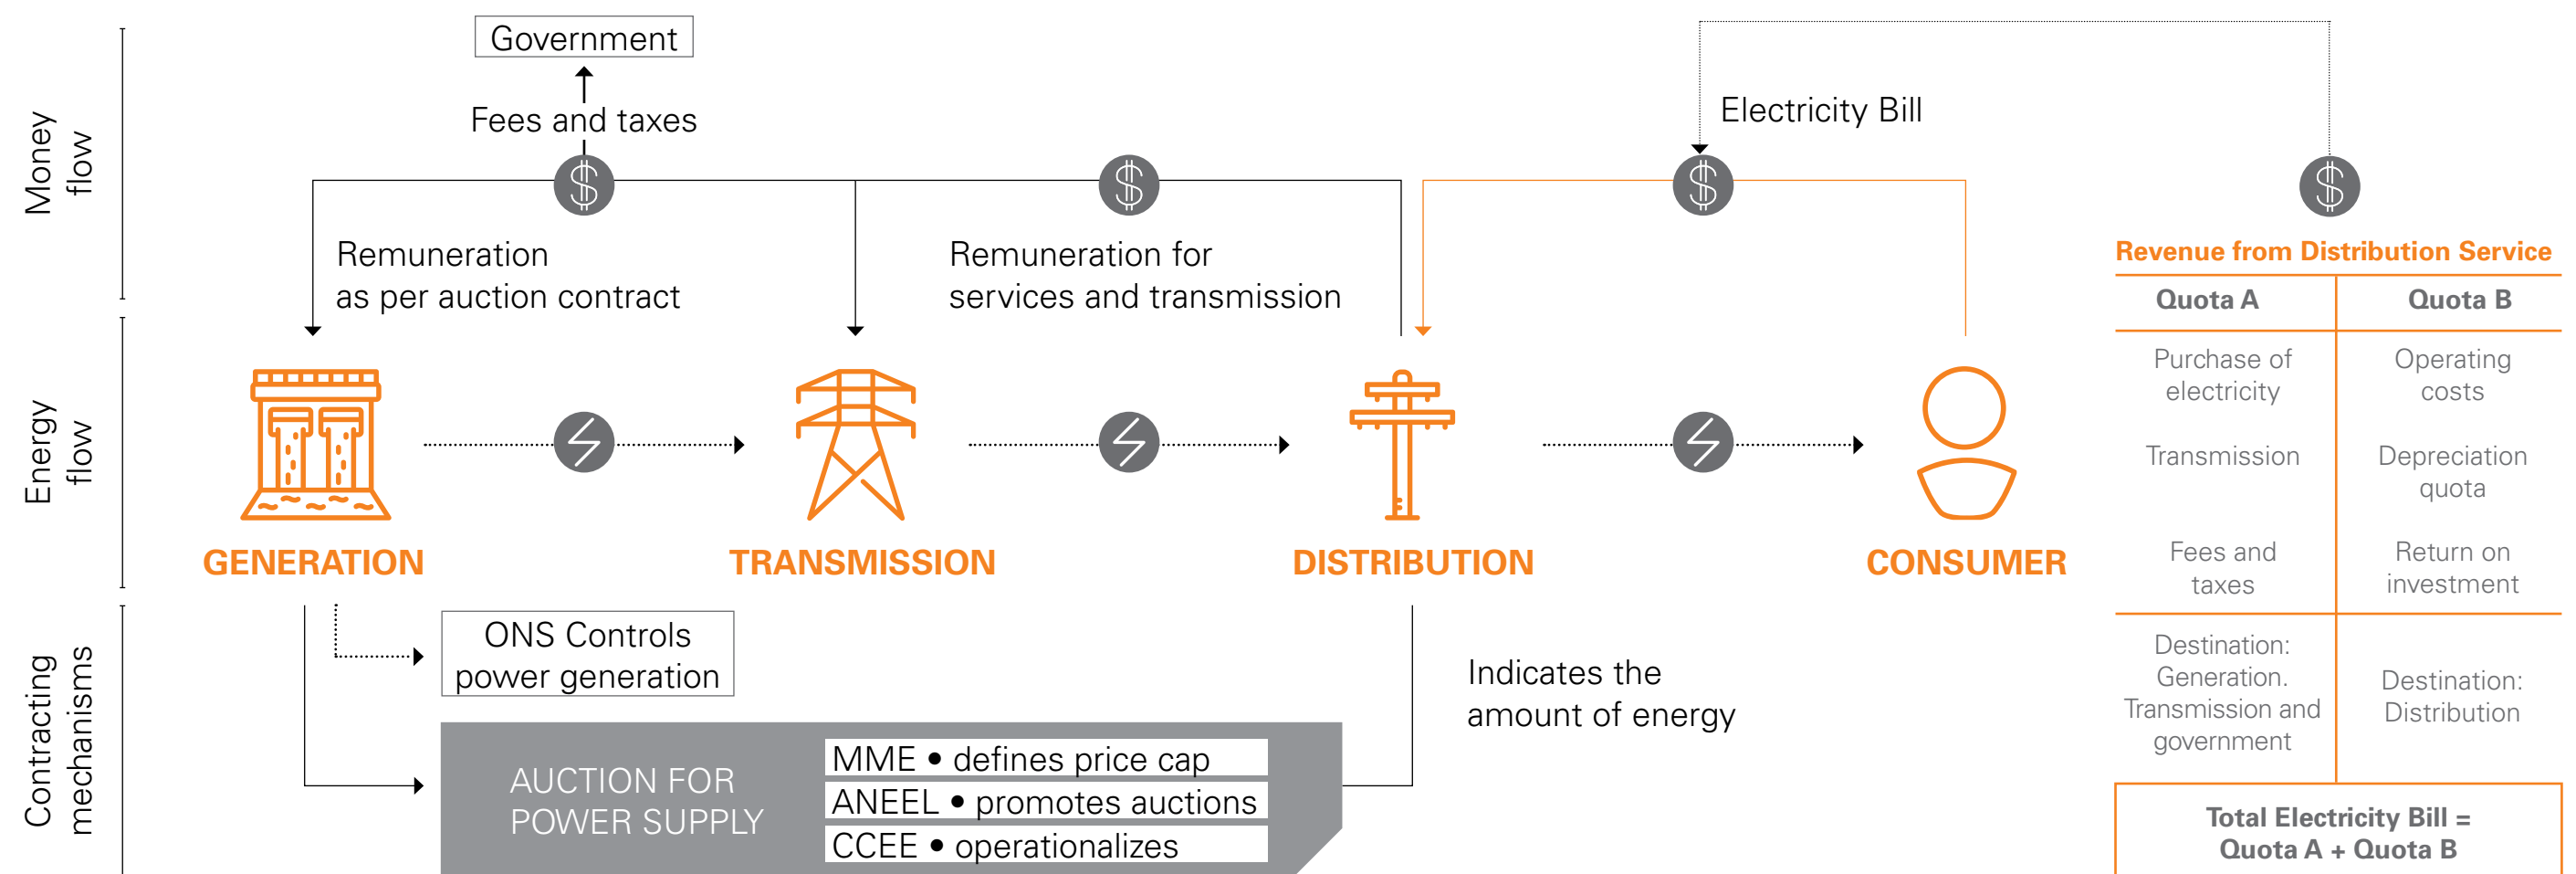 Money
flow
Government
Fees and taxes
Remuneration
as per auction contract
Remuneration for
services and transmission
Electricity Bill
Energy
flow
GENERATION
TRANSMISSION
DISTRIBUTION
CONSUMER
Contracting
mechanisms
ONS Controls
power generation
AUCTION FOR
POWER SUPPLY
MME • defines price cap
ANEEL • promotes auctions
CCEE • operationalizes
Indicates the
amount of energy
Revenue from Distribution Service
Quota A
Quota B
Purchase of
electricity
Operating
costs
Transmission
Depreciation
quota
Fees and
taxes
Return on
investment
Destination:
Generation.
Transmission and
government
Destination:
Distribution
Total Electricity Bill =
Quota A + Quota B